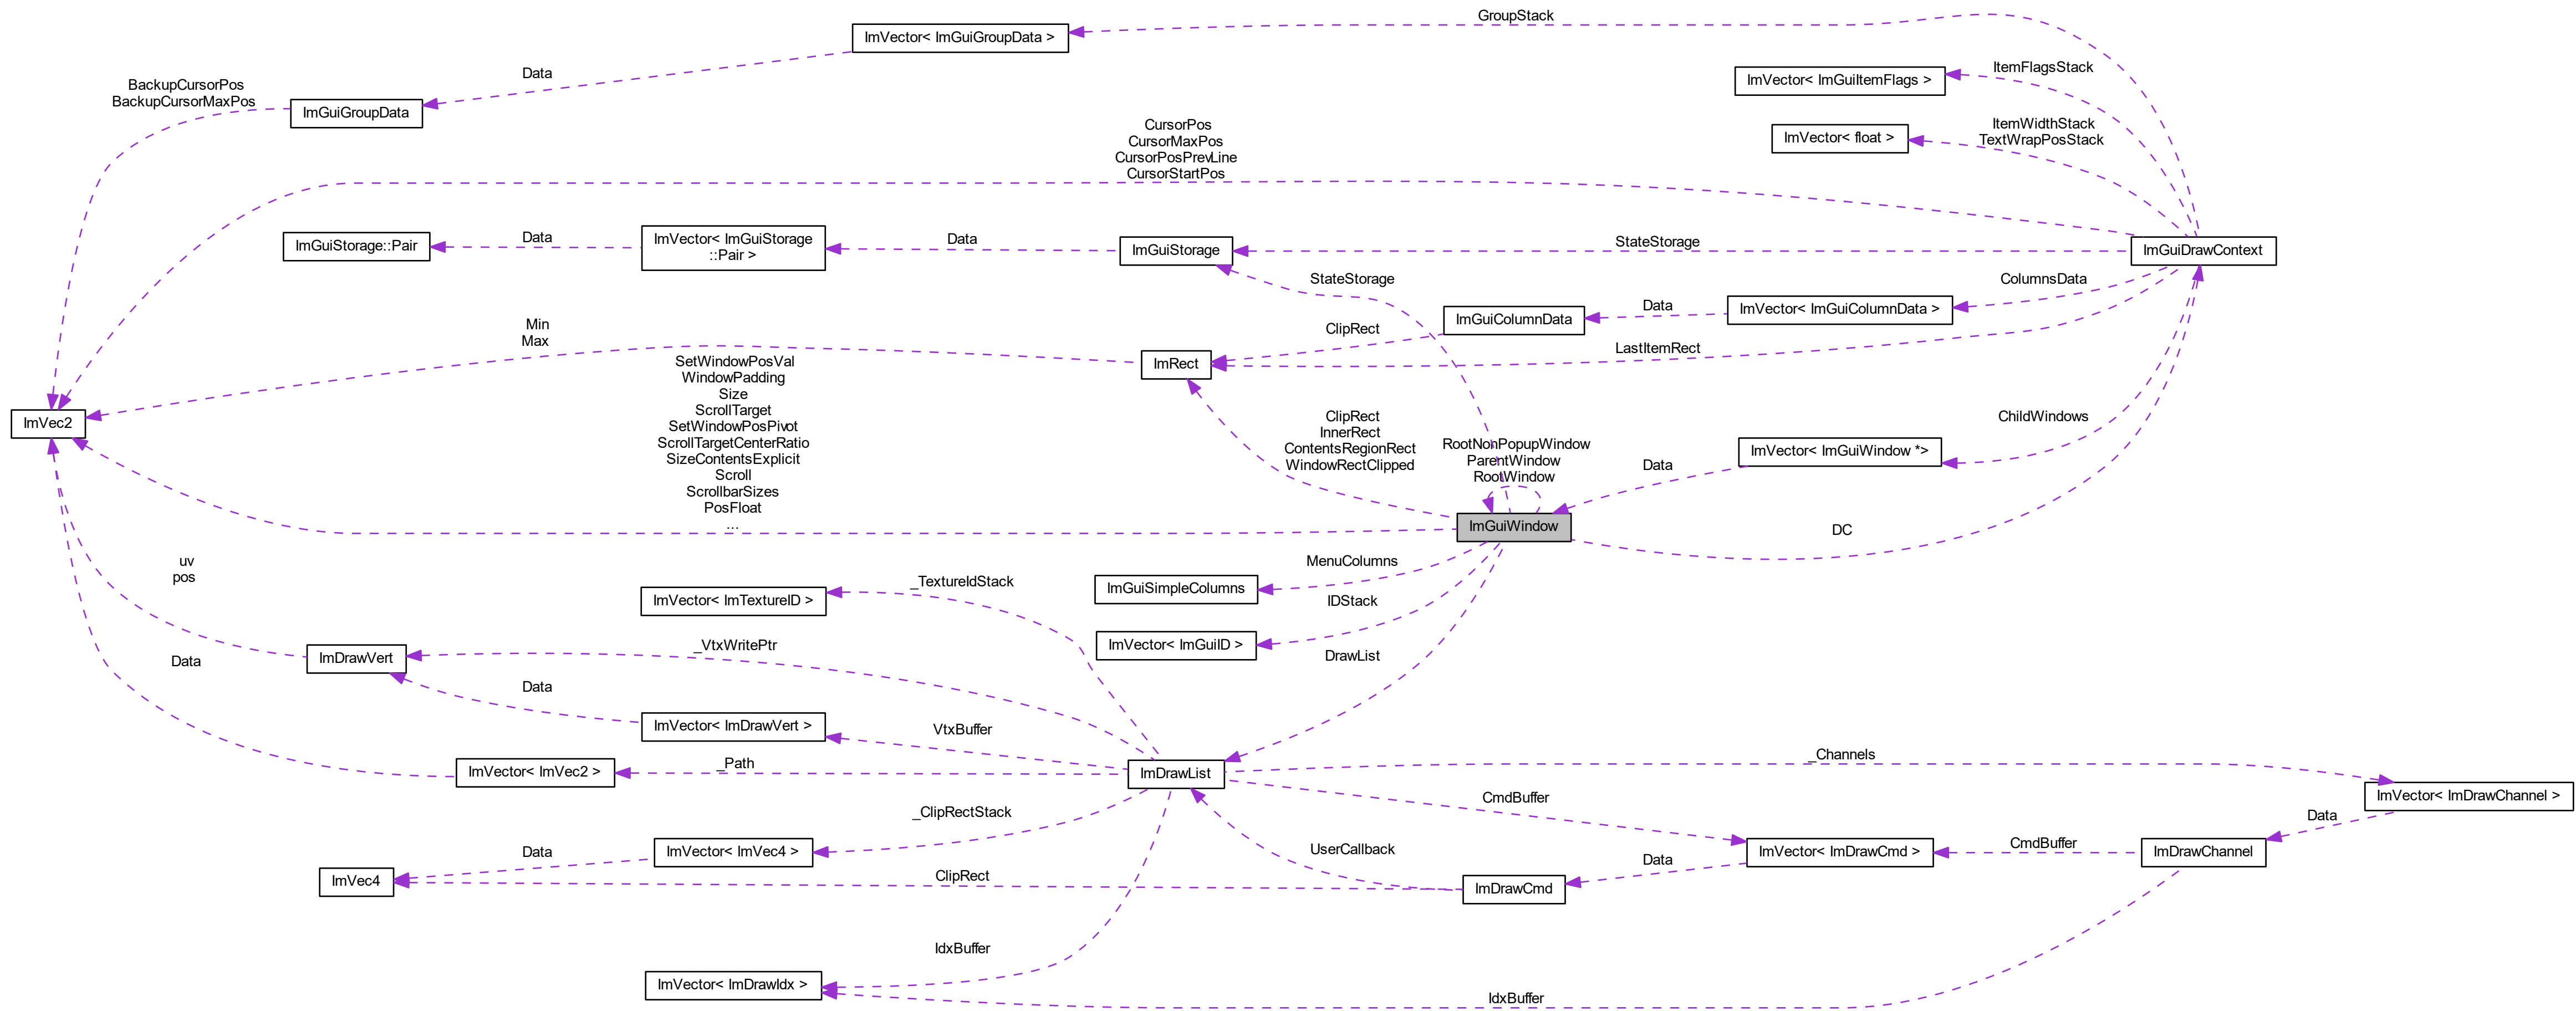 GroupStack
ImVector< ImGuiGroupData >
ItemFlagsStack
ImVector< ImGuiItemFlags >
Data
BackupCursorPos
BackupCursorMaxPos
ImGuiGroupData
CursorPos
CursorMaxPos
CursorPosPrevLine
CursorStartPos
ItemWidthStack
TextWrapPosStack
ImVector< float >
ImGuiStorage::Pair
Data
ImVector< ImGuiStorage
::Pair >
Data
ImGuiStorage
StateStorage
ImGuiDrawContext
StateStorage
ColumnsData
Min
Max
ClipRect
ImGuiColumnData
Data
ImVector< ImGuiColumnData >
ImRect
LastItemRect
SetWindowPosVal
WindowPadding
Size
ScrollTarget
SetWindowPosPivot
ScrollTargetCenterRatio
SizeContentsExplicit
Scroll
ScrollbarSizes
PosFloat
...
ImVec2
ClipRect
InnerRect
ContentsRegionRect
WindowRectClipped
RootNonPopupWindow
ParentWindow
RootWindow
Data
ImVector< ImGuiWindow *>
ChildWindows
ImGuiWindow
DC
uv
pos
_TextureIdStack
MenuColumns
ImGuiSimpleColumns
ImVector< ImTextureID >
IDStack
_VtxWritePtr
ImVector< ImGuiID >
DrawList
ImDrawVert
Data
Data
ImVector< ImDrawVert >
VtxBuffer
ImVector< ImVec2 >
_Path
ImDrawList
_Channels
ImVector< ImDrawChannel >
CmdBuffer
_ClipRectStack
Data
ImVec4
Data
ImVector< ImVec4 >
ClipRect
UserCallback
ImDrawCmd
Data
ImVector< ImDrawCmd >
CmdBuffer
ImDrawChannel
IdxBuffer
ImVector< ImDrawIdx >
IdxBuffer